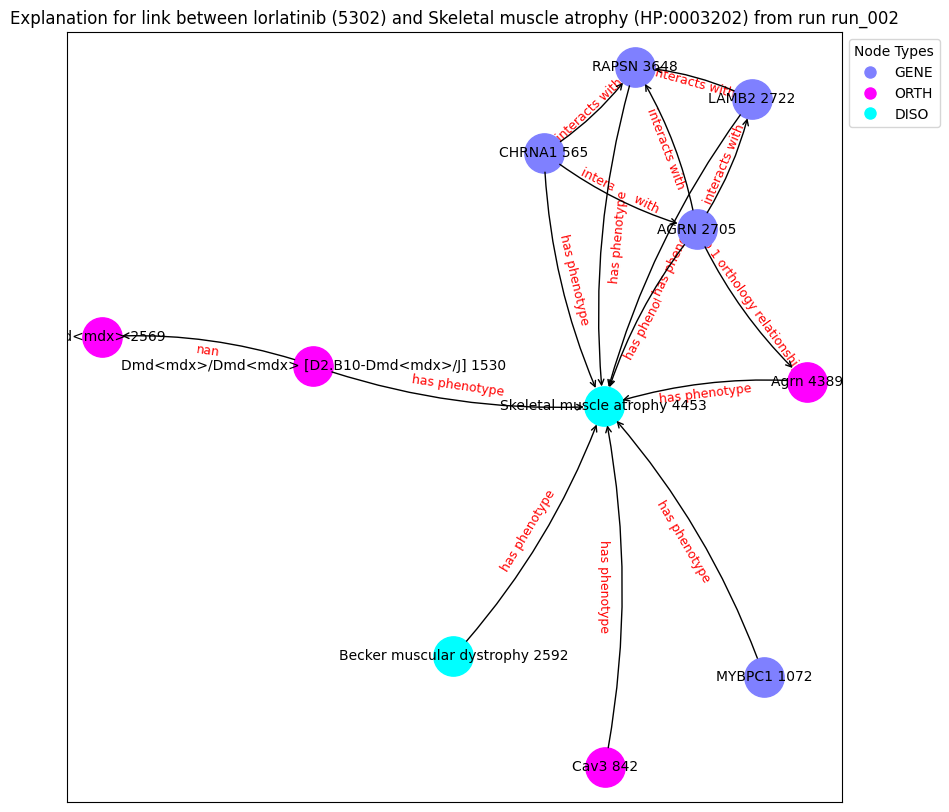 Explanation for link between lorlatinib (5302) and Skeletal muscle atrophy (HP:0003202) from run run_002
Node Types
GENE
ORTH
DISO
RAPSN 3648
interacts with
LAMB2 2722
interacts with
CHRNA1 565
interacts with
interacts with
with
AGRN 2705
has phenotype
has phenotype
has phen
has phenol
1 orthology relationshi
d<mdx> 2569
nan
Dmd<mdx>/Dmd<mdx> [D2.B10-Dmd<mdx>/J] 1530
has phenotype
Agrn 4389
has phenotype
Skeletal muscle atrophy 4453
has phenotype
has phenotype
has phenotype
Becker muscular dystrophy 2592
MYBPC1 1072
Cav3 842